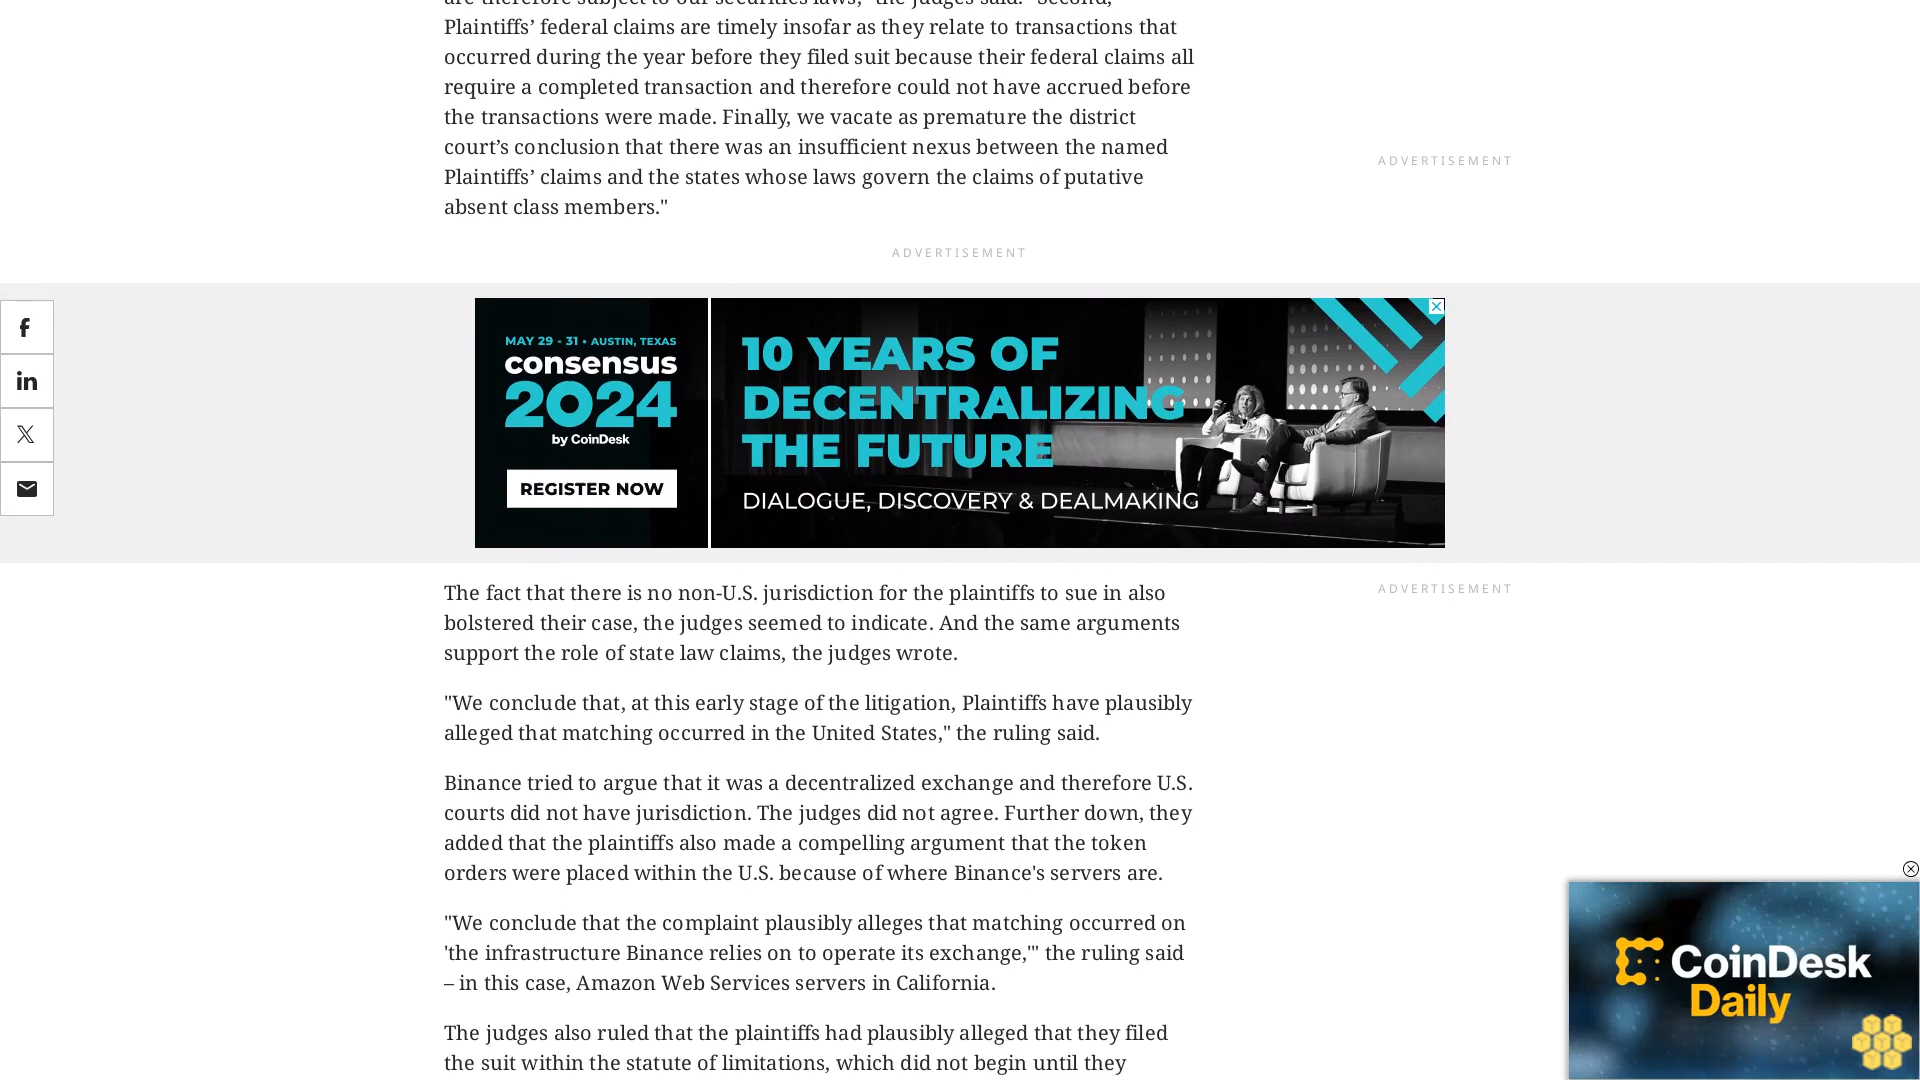 are therefore subject to our securities laws," the judges said. "Second,
Plaintiffs’ federal claims are timely insofar as they relate to transactions that
occurred during the year before they filed suit because their federal claims all
require a completed transaction and therefore could not have accrued before
the transactions were made. Finally, we vacate as premature the district
court’s conclusion that there was an insufficient nexus between the named
Plaintiffs’ claims and the states whose laws govern the claims of putative
absent class members."
ADVERTISEMENT
ADVERTISEMENT
MAY 29 - 31 • AUSTIN, TEXAS
consensus
2024
by CoinDesk
REGISTER NOW
10 YEARS OF
DECENTRALIZING
THE FUTURE
DIALOGUE, DISCOVERY & DEALMAKING
The fact that there is no non-U.S. jurisdiction for the plaintiffs to sue in also
bolstered their case, the judges seemed to indicate. And the same arguments
support the role of state law claims, the judges wrote.
ADVERTISEMENT
"We conclude that, at this early stage of the litigation, Plaintiffs have plausibly
alleged that matching occurred in the United States," the ruling said.
Binance tried to argue that it was a decentralized exchange and therefore U.S.
courts did not have jurisdiction. The judges did not agree. Further down, they
added that the plaintiffs also made a compelling argument that the token
orders were placed within the U.S. because of where Binance's servers are.
"We conclude that the complaint plausibly alleges that matching occurred on
'the infrastructure Binance relies on to operate its exchange,'" the ruling said
– in this case, Amazon Web Services servers in California.
The judges also ruled that the plaintiffs had plausibly alleged that they filed
the suit within the statute of limitations, which did not begin until they
CoinDesk
Daily